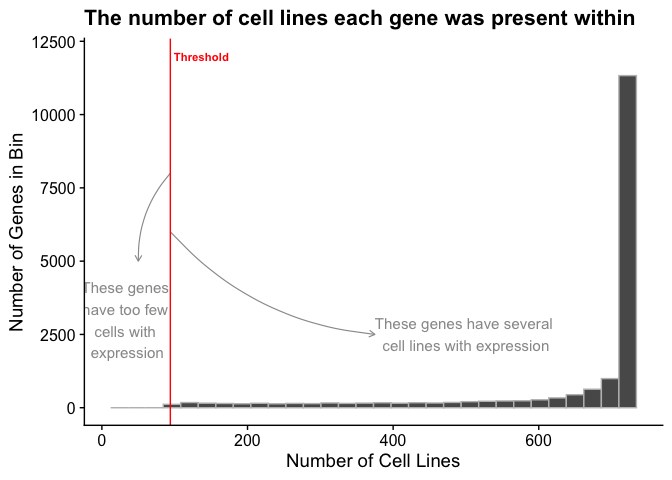 The number of cell lines each gene was present within
12500
10000
7500
5000
2500
0
Number of Genes in Bin
Threshold
These genes
have too few
cells with
expression
These genes have several
cell lines with expression
0
200
400
600
Number of Cell Lines